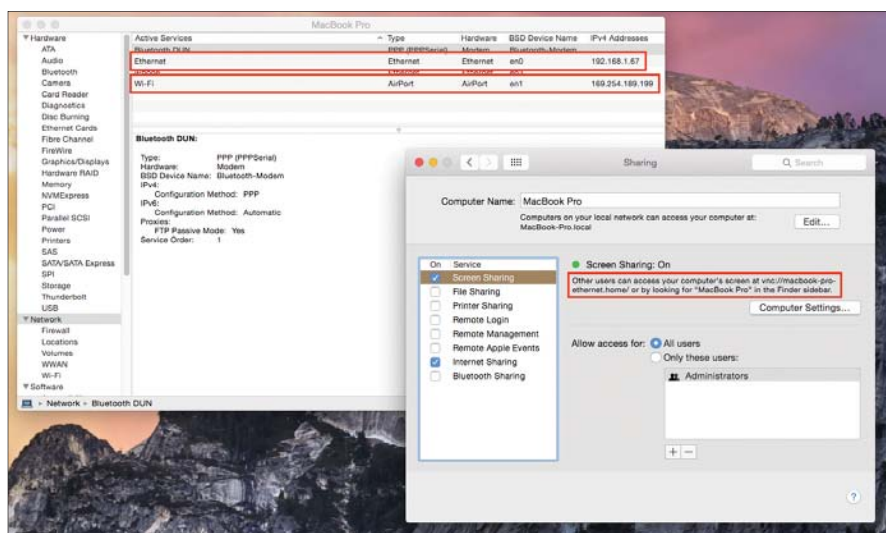 MacBook Pro
Hardware
ATA
Audio
Bluetooth
Camera
Card Reader
Diagnostics
Disc Burning
Ethernet Cards
Fibre Channel
FireWire
Graphics/Displays
Hardware RAID
Memory
NVMExpress
PCI
Parallel SCSI
Power
Printers
SAS
SATA/SATA Express
SPI
Storage
Thunderbolt
USB
Network
Firewall
Locations
Volumes
WWAN
Wi-Fi
Software
Active Services Type Hardware BSD Device Name IPv4 Addresses
Bluetooth DUN PPP (PPPSerial) Modem Bluetooth-Modem
Ethernet Ethernet Ethernet en0 192.168.1.67
Wi-Fi AirPort AirPort en1 169.254.189.199
Bluetooth DUN:
Type: PPP (PPPSerial)
Hardware: Modem
BSD Device Name: Bluetooth-Modem
IPv4:
Configuration Method: PPP
IPv6:
Configuration Method: Automatic
Proxies:
FTP Passive Mode: Yes
Service Order: 1
Network Bluetooth DUN
Sharing
Search
Computer Name: MacBook Pro
Computers on your local network can access your computer at:
MacBook-Pro.local
Edit...
On Service
Screen Sharing
File Sharing
Printer Sharing
Remote Login
Remote Management
Remote Apple Events
Internet Sharing
Bluetooth Sharing
Screen Sharing: On
Other users can access your computer's screen at vnc://macbook-pro-
ethernet.home/ or by looking for "MacBook Pro" in the Finder sidebar.
Computer Settings...
Allow access for: All users
Only these users:
Administrators
+ −
?